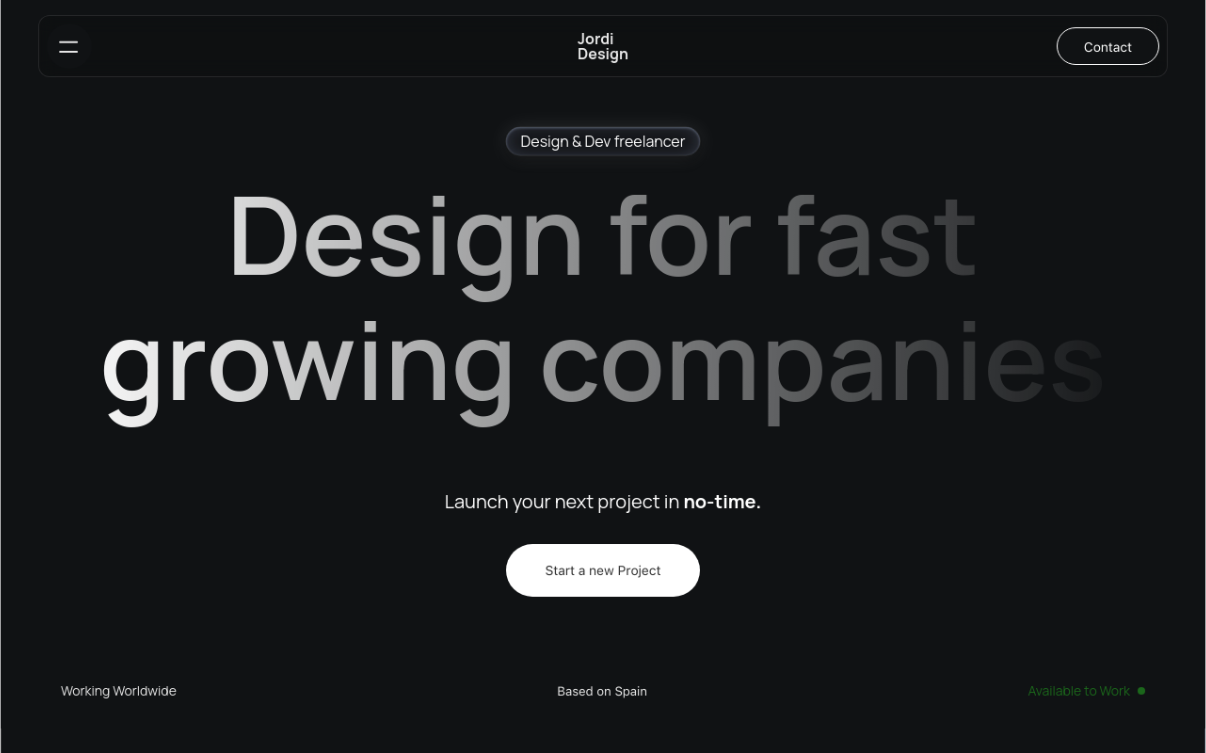 Jordi
Design
Contact
Design & Dev freelancer
Design for fast
growing companies
Launch your next project in no-time.
Start a new Project
Working Worldwide
Based on Spain
Available to Work